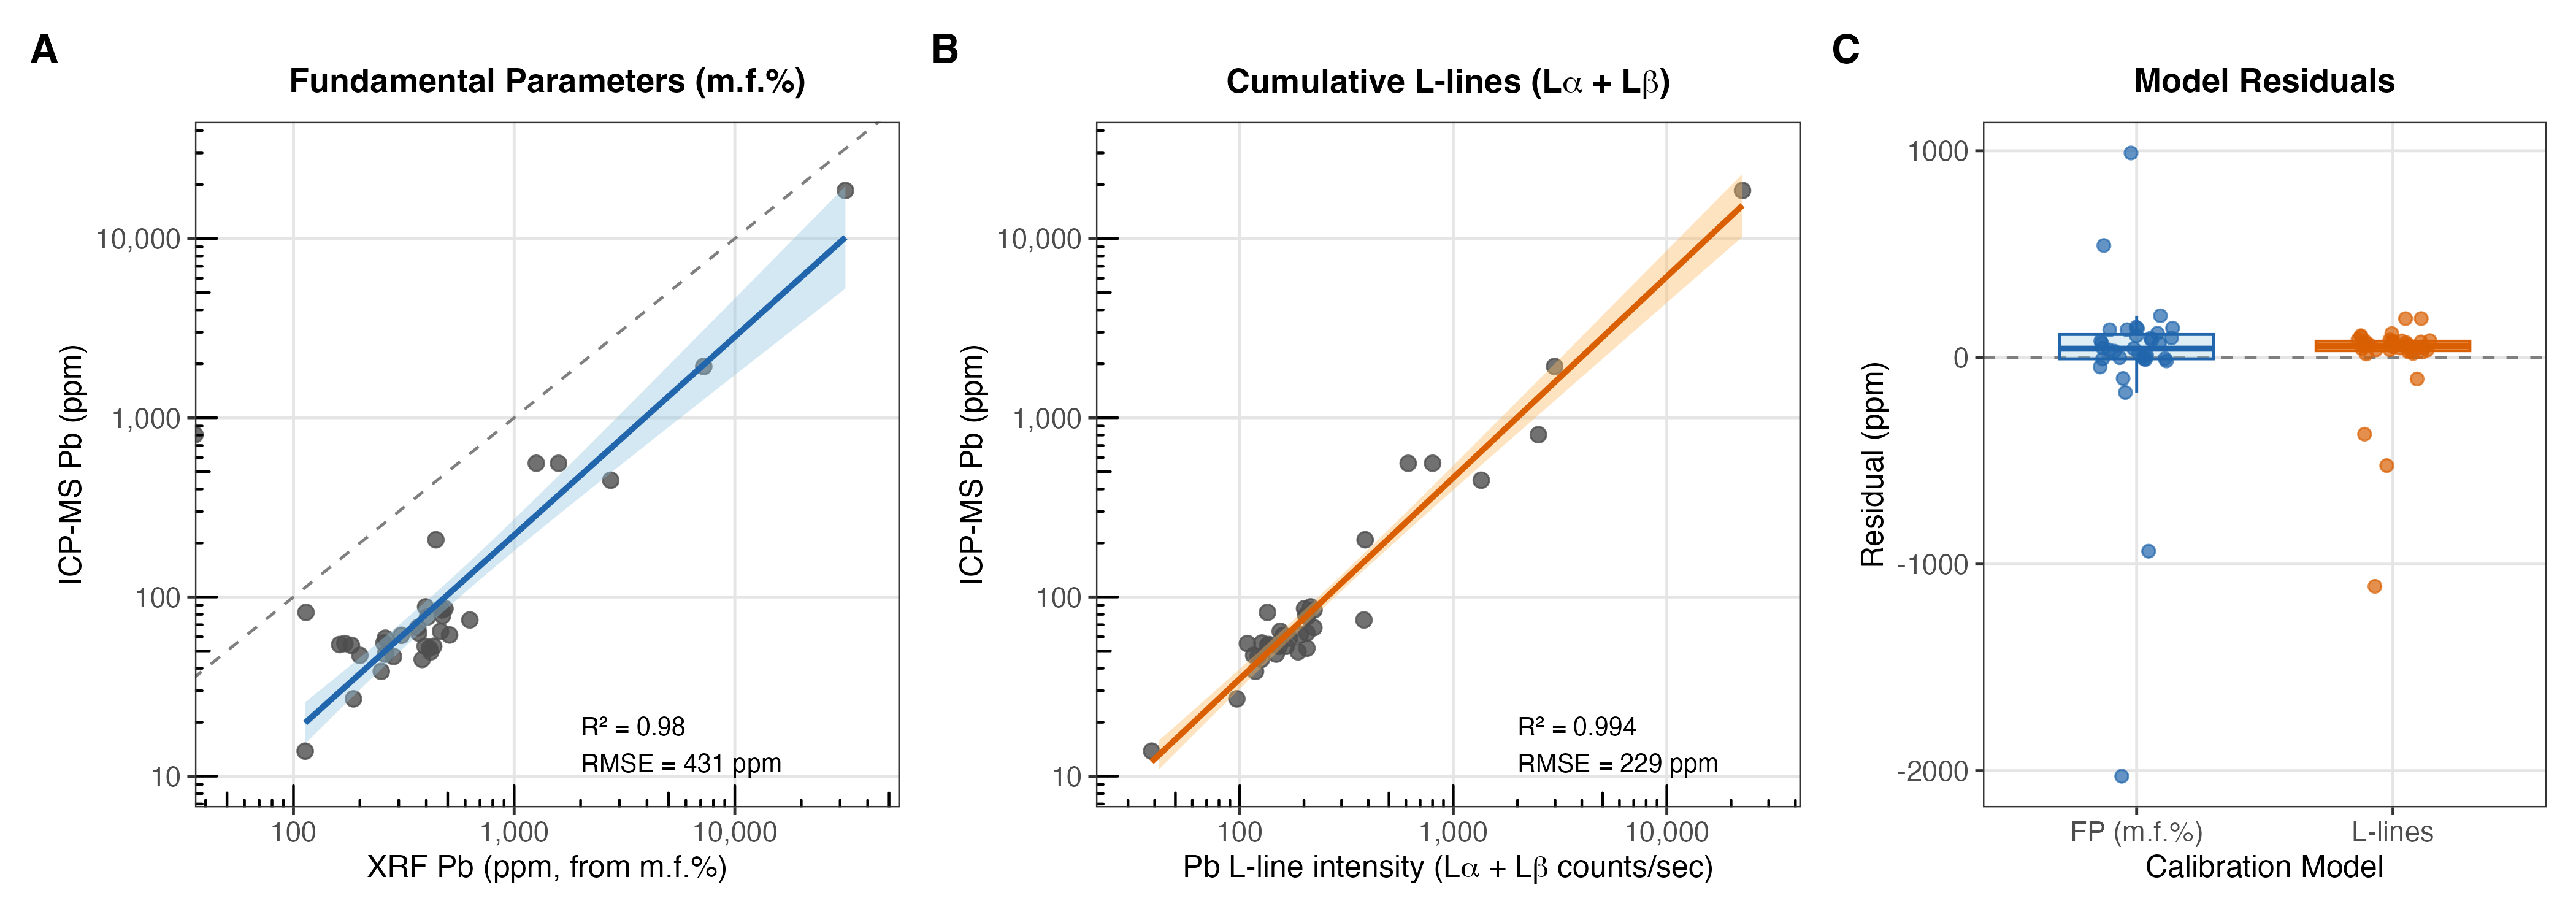 A
Fundamental Parameters (m.f.%)
ICP-MS Pb (ppm)
10,000
1,000
100
10
R² = 0.98
RMSE = 431 ppm
100
1,000
10,000
XRF Pb (ppm, from m.f.%)
B
Cumulative L-lines (Lα + Lβ)
ICP-MS Pb (ppm)
10,000
1,000
100
10
R² = 0.994
RMSE = 229 ppm
100
1,000
10,000
Pb L-line intensity (Lα + Lβ counts/sec)
C
Model Residuals
Residual (ppm)
1000
0
-1000
-2000
FP (m.f.%)
L-lines
Calibration Model